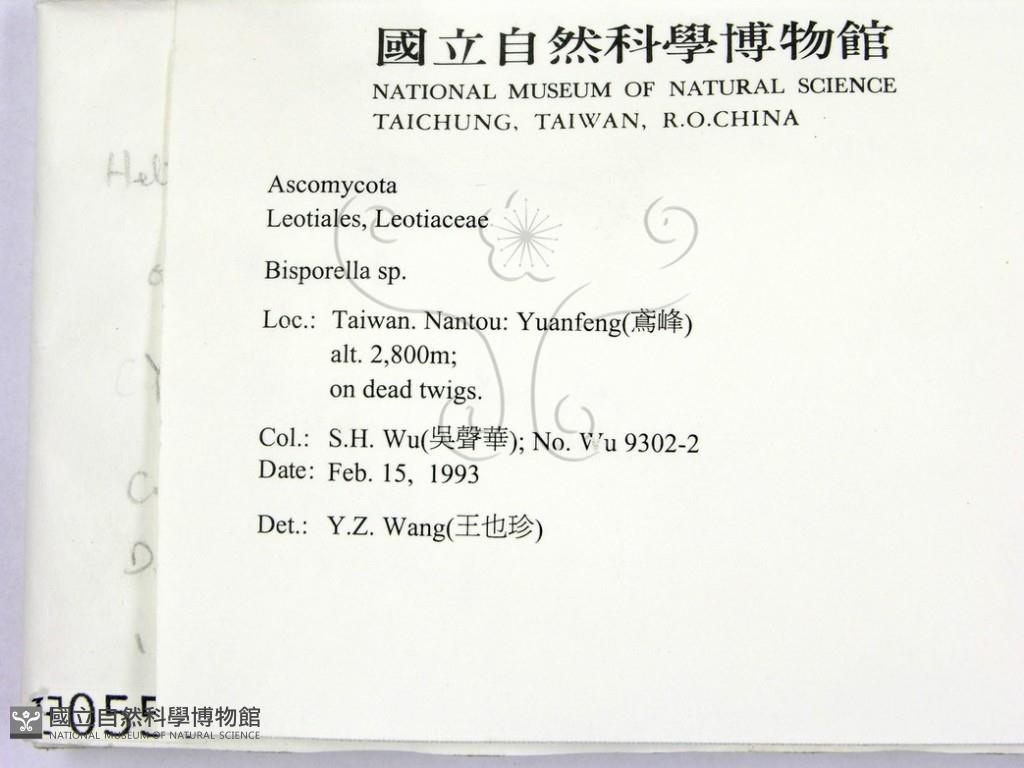 國立自然科學博物館
NATIONAL MUSEUM OF NATURAL SCIENCE
TAICHUNG, TAIWAN, R.O.CHINA
Ascomycota
Leotiales, Leotiaceae
Bisporella sp.
Loc.: Taiwan. Nantou: Yuanfeng(鳶峰)
alt. 2,800m;
on dead twigs.
Col.: S.H. Wu(吳聲華); No. Wu 9302-2
Date: Feb. 15, 1993
Det.: Y.Z. Wang(王也珍)
Hel
國立自然科學博物館
NATIONAL MUSEUM OF NATURAL SCIENCE